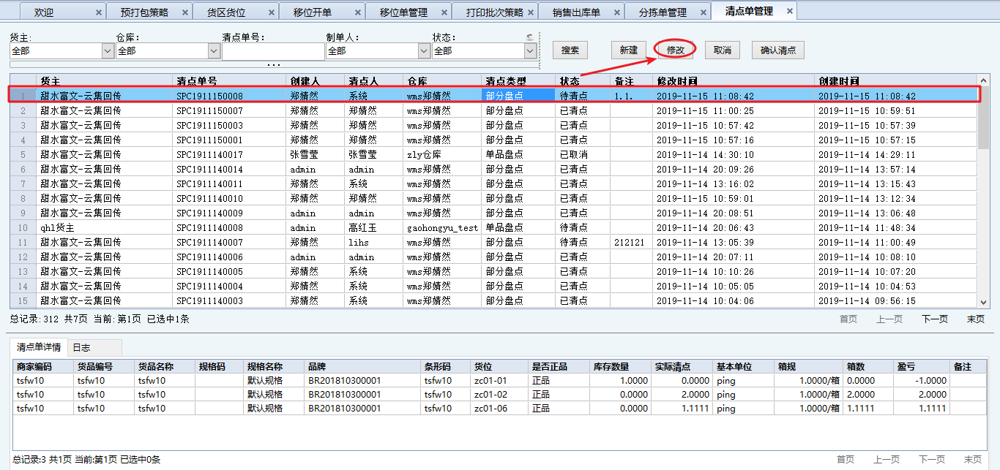 欢迎 预打包策略 货区货位 移位开单 移位单管理 打印批次策略 销售出库单 分拣单管理 清点单管理
货主: 仓库: 清点单号: 制单人: 状态:
全部 全部 全部 全部 搜索 新建 修改 取消 确认清点
货主 清点单号 创建人 清点人 仓库 清点类型 状态 备注 修改时间 创建时间
1 甜水富文-云集回传 SPC1911150008 郑婧然 系统 wms郑婧然 部分盘点 待清点 1.1. 2019-11-15 11:08:42 2019-11-15 11:08:42
2 甜水富文-云集回传 SPC1911150007 郑婧然 郑婧然 wms郑婧然 部分盘点 已清点 2019-11-15 11:00:25 2019-11-15 10:59:51
3 甜水富文-云集回传 SPC1911150003 郑婧然 郑婧然 wms郑婧然 部分盘点 已清点 2019-11-15 10:57:42 2019-11-15 10:57:39
4 甜水富文-云集回传 SPC1911150001 郑婧然 郑婧然 wms郑婧然 部分盘点 已清点 2019-11-15 10:57:16 2019-11-15 10:57:15
5 甜水富文-云集回传 SPC1911140017 张雪莹 张雪莹 zly仓库 单品盘点 已取消 2019-11-14 14:30:10 2019-11-14 14:29:11
6 甜水富文-云集回传 SPC1911140014 admin admin wms郑婧然 部分盘点 已清点 2019-11-14 20:09:26 2019-11-14 13:57:14
7 甜水富文-云集回传 SPC1911140011 郑婧然 系统 wms郑婧然 部分盘点 已清点 2019-11-14 13:16:02 2019-11-14 13:15:43
8 甜水富文-云集回传 SPC1911140010 郑婧然 郑婧然 wms郑婧然 部分盘点 已清点 2019-11-15 10:59:01 2019-11-14 13:12:34
9 甜水富文-云集回传 SPC1911140009 admin admin wms郑婧然 部分盘点 已清点 2019-11-14 20:08:51 2019-11-14 13:06:48
10 qhl货主 SPC1911140008 admin 高红玉 gaohongyu_test 单品盘点 待清点 2019-11-14 20:06:43 2019-11-14 11:48:34
11 甜水富文-云集回传 SPC1911140007 郑婧然 lihs wms郑婧然 部分盘点 待清点 212121 2019-11-14 13:05:39 2019-11-14 11:00:49
12 甜水富文-云集回传 SPC1911140006 admin admin wms郑婧然 部分盘点 已清点 2019-11-14 20:07:11 2019-11-14 10:08:10
13 甜水富文-云集回传 SPC1911140005 郑婧然 系统 wms郑婧然 部分盘点 已清点 2019-11-14 10:10:26 2019-11-14 10:07:20
14 甜水富文-云集回传 SPC1911140004 郑婧然 系统 wms郑婧然 部分盘点 已清点 2019-11-14 10:05:05 2019-11-14 10:04:53
15 甜水富文-云集回传 SPC1911140003 郑婧然 系统 wms郑婧然 部分盘点 已清点 2019-11-14 10:04:06 2019-11-14 09:56:15
总记录:312 共7页 当前:第1页 已选中1条 首页 上一页 下一页 末页
清点单详情 日志
商家编码 货品编号 货品名称 规格码 规格名称 品牌 条形码 货位 是否正品 库存数量 实际清点 基本单位 箱规 箱数 盈亏 备注
tsfw10 tsfw10 tsfw10 默认规格 BR201810300001 tsfw10 zc01-01 正品 1.0000 0.0000 ping 1.0000/箱 0.0000 -1.0000
tsfw10 tsfw10 tsfw10 默认规格 BR201810300001 tsfw10 zc01-02 正品 0.0000 2.0000 ping 1.0000/箱 2.0000 2.0000
tsfw10 tsfw10 tsfw10 默认规格 BR201810300001 tsfw10 zc01-06 正品 0.0000 1.1111 ping 1.0000/箱 1.1111 1.1111
总记录:3 共1页 当前:第1页 已选中0条 首页 上一页 下一页 末页